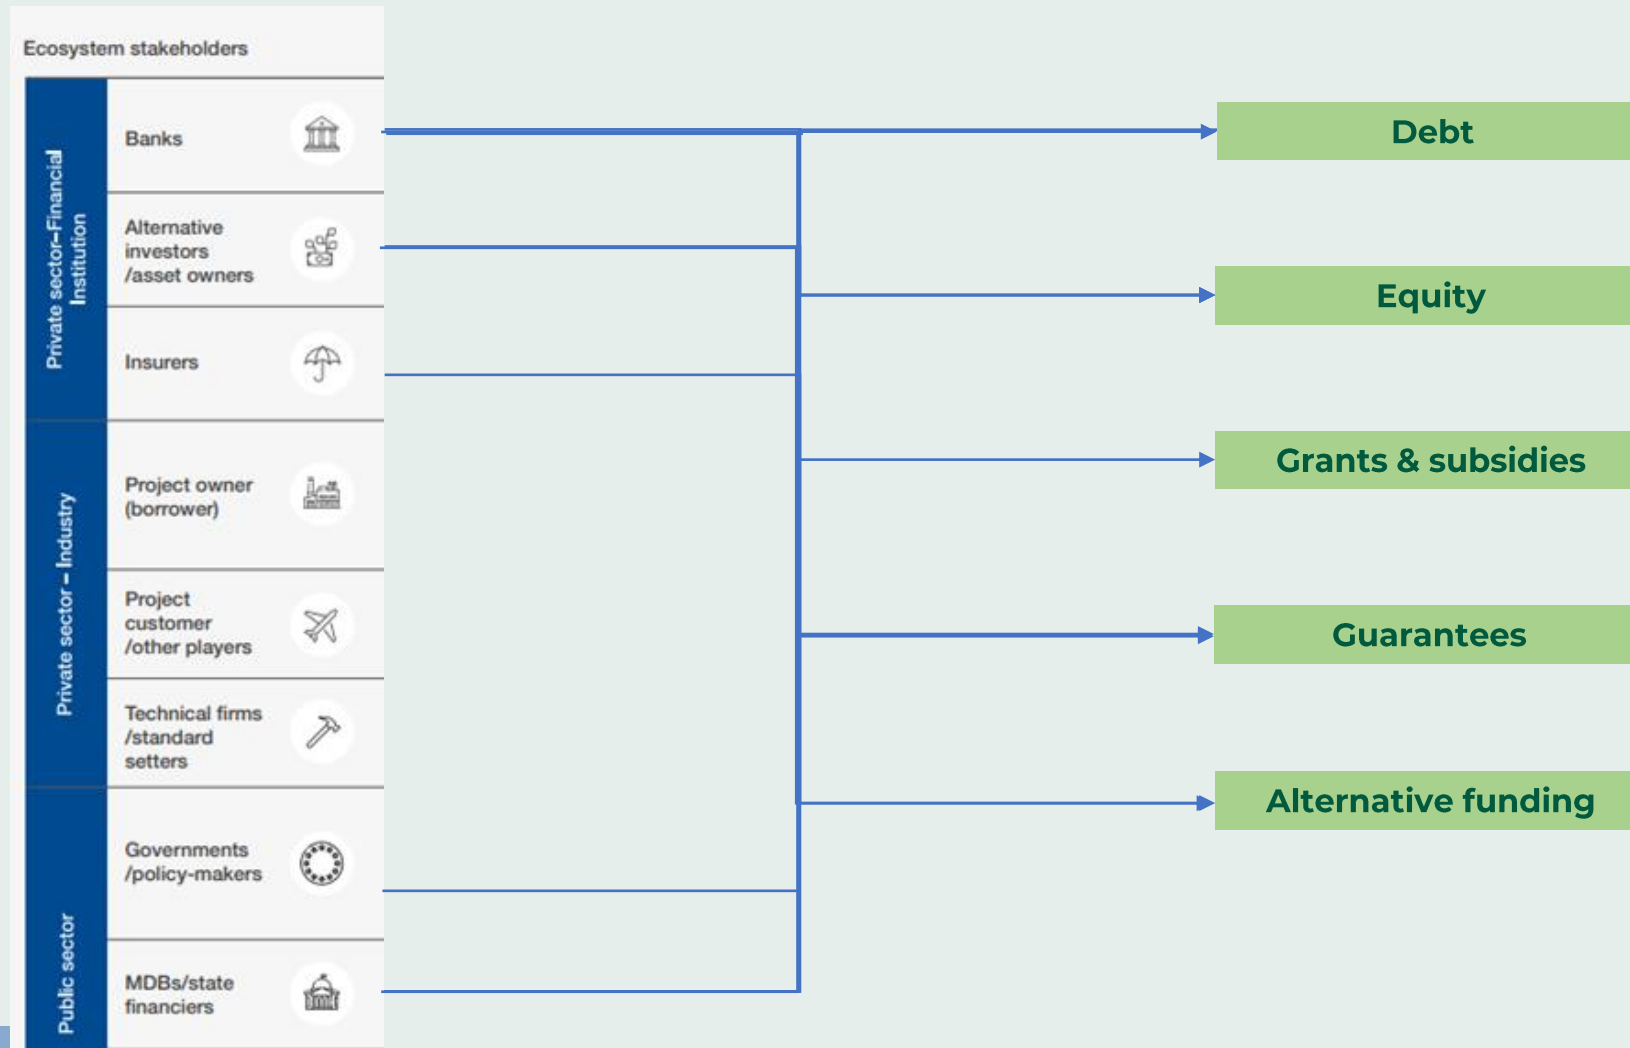 Ecosystem stakeholders
Private sector–Financial
Institution
Banks
Alternative
investors
/asset owners
Insurers
Private sector – Industry
Project owner
(borrower)
Project
customer
/other players
Technical firms
/standard
setters
Public sector
Governments
/policy-makers
MDBs/state
financiers
Debt
Equity
Grants & subsidies
Guarantees
Alternative funding